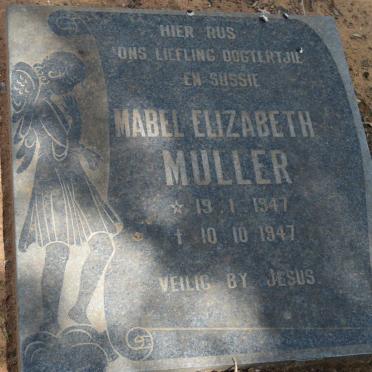 HIER RUS
ONS LIEFLING DOGTERTJIE
EN SUSSIE
MABEL ELIZABETH
MULLER
☆ 19 1 1947
† 10 10 1947
VEILIG BY JESUS